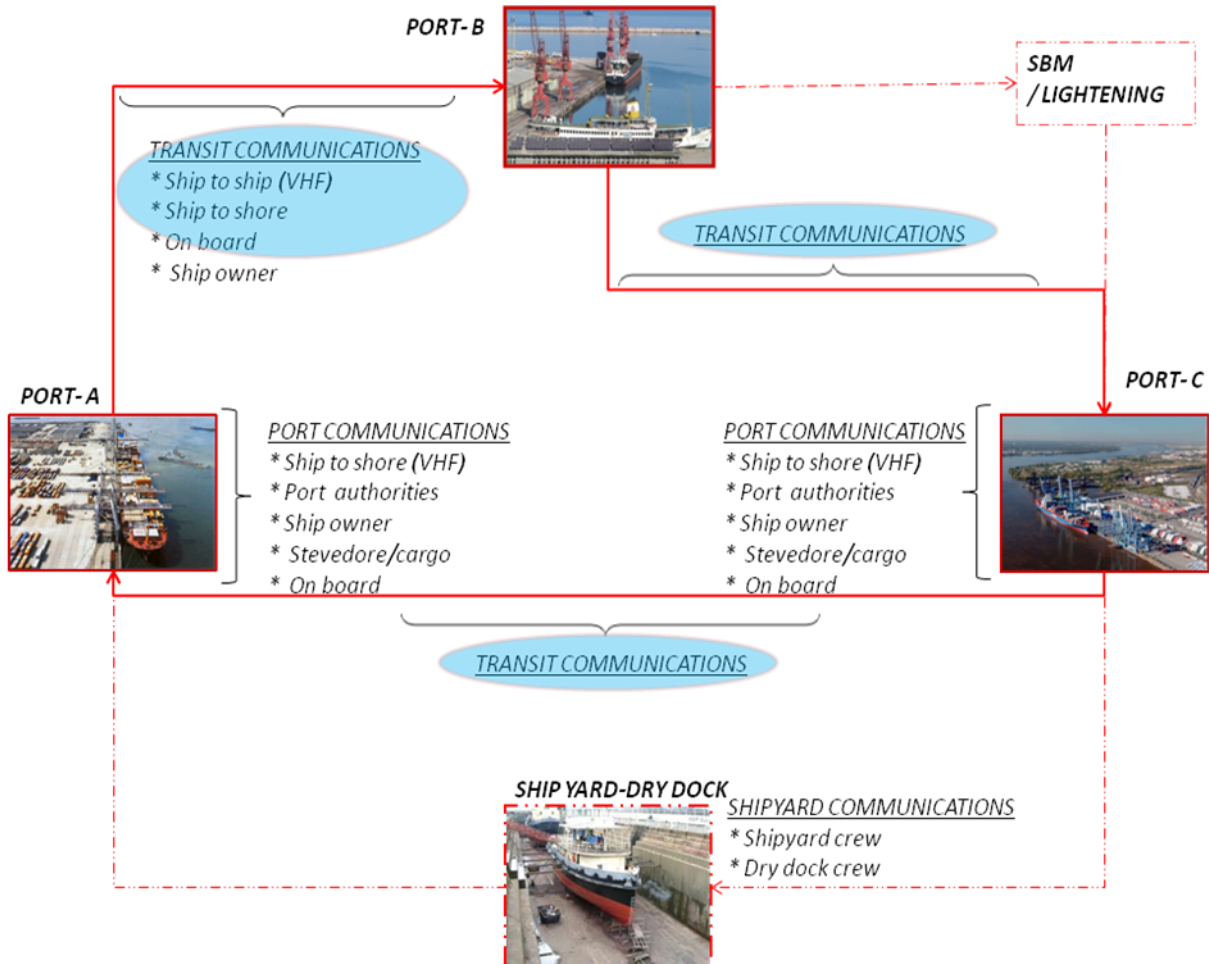 PORT- B
SBM
/ LIGHTENING
TRANSIT COMMUNICATIONS
* Ship to ship (VHF)
* Ship to shore
* On board
* Ship owner
TRANSIT COMMUNICATIONS
PORT- A
PORT- C
PORT COMMUNICATIONS
* Ship to shore (VHF)
* Port authorities
* Ship owner
* Stevedore/cargo
* On board
PORT COMMUNICATIONS
* Ship to shore (VHF)
* Port authorities
* Ship owner
* Stevedore/cargo
* On board
TRANSIT COMMUNICATIONS
SHIP YARD-DRY DOCK
SHIPYARD COMMUNICATIONS
* Shipyard crew
* Dry dock crew